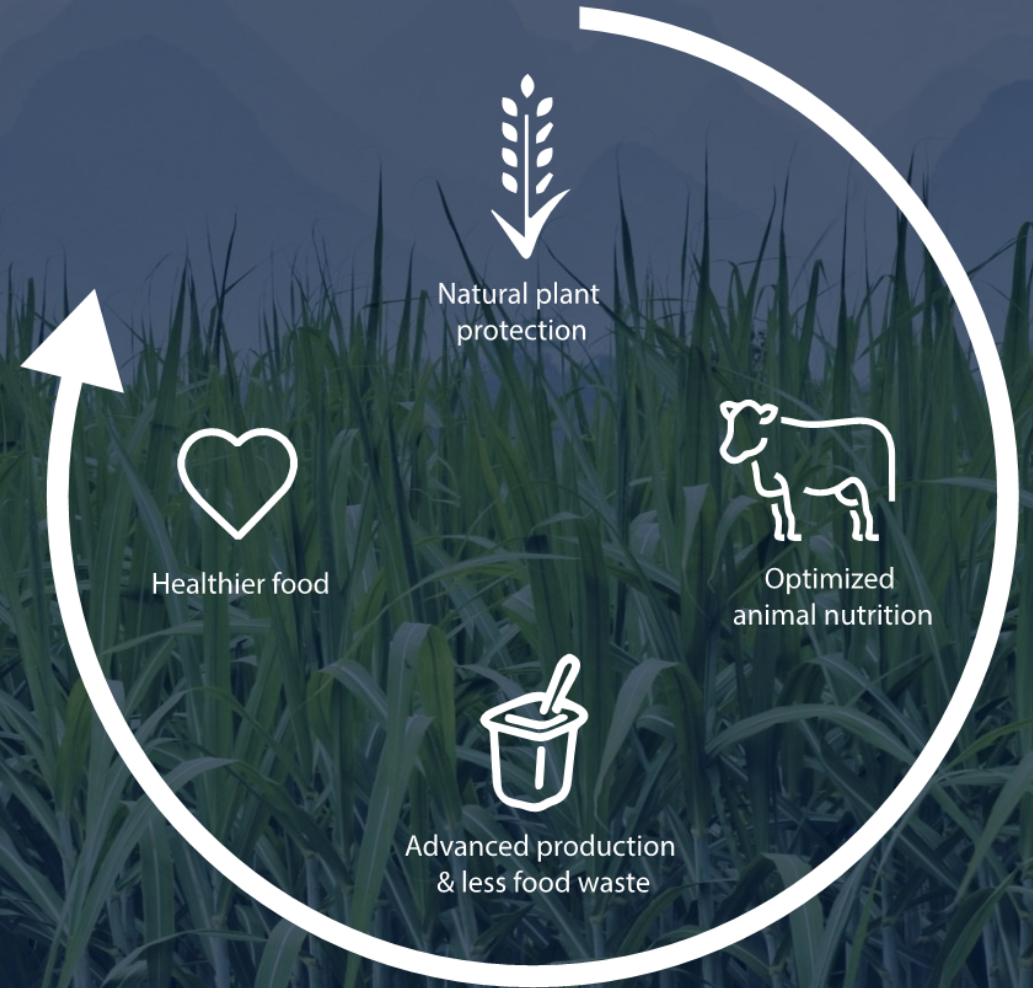 Natural plant
protection
Optimized
animal nutrition
Advanced production
& less food waste
Healthier food